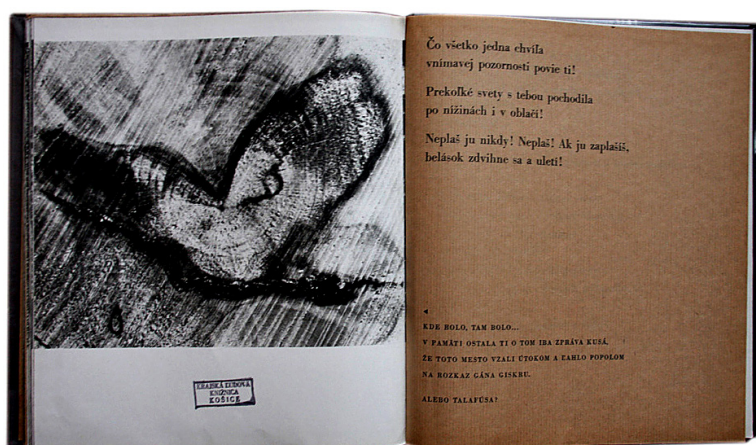 KRAJSKÁ ĽUDOVÁ
KNIŽNICA
KOŠICE
Čo všetko jedna chvíľa
vnímavej pozornosti povie ti!
Prekoľké svety s tebou pochodila
po nížinách i v oblačí!
Neplaš ju nikdy! Neplaš! Ak ju zaplašíš,
belások zdvihne sa a uletí!
KDE BOLO, TAM BOLO...
V PAMÄTI OSTALA TI O TOM IBA ZPRÁVA KUSÁ,
ŽE TOTO MESTO VZALI ÚTOKOM A ĽAHLO POPOLOM
NA ROZKAZ GÁNA GISKRU.
ALEBO TALAFÚSA?